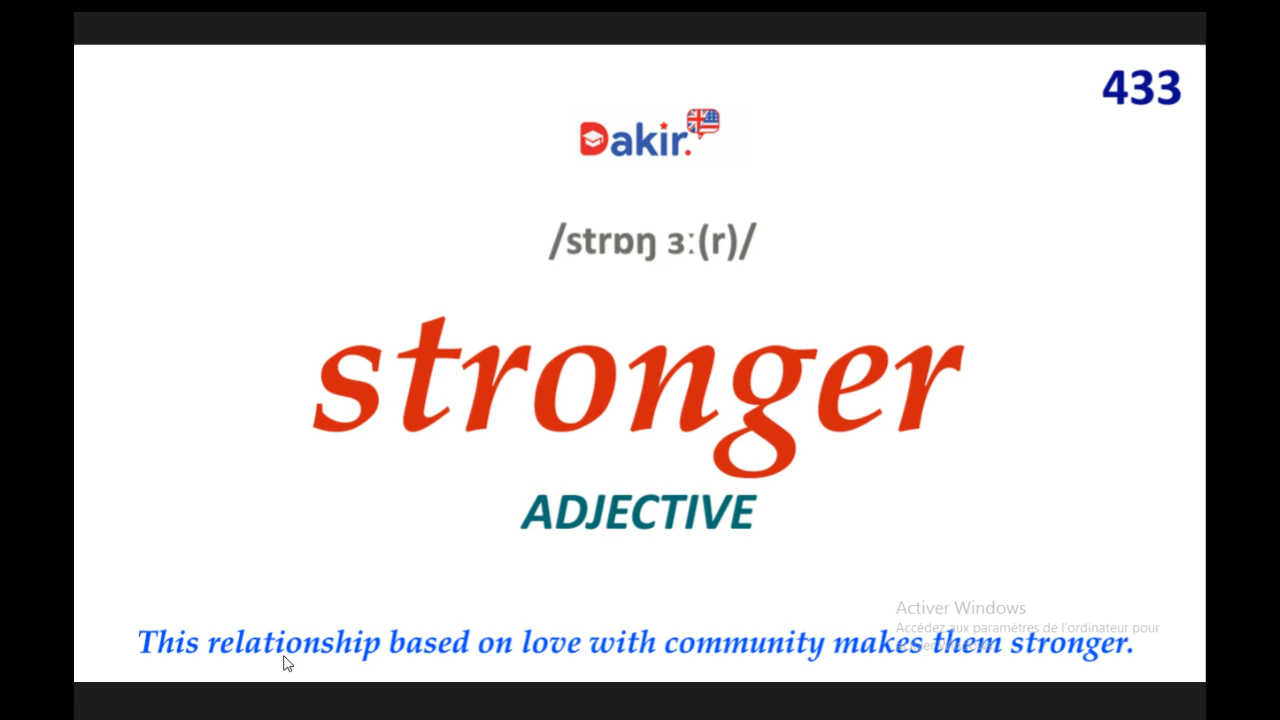 433
Dakir.
/strɒŋ ɜː(r)/
stronger
ADJECTIVE
Activer Windows
Accédez aux paramètres de l'ordinateur pour
This relationship based on love with community makes them stronger.